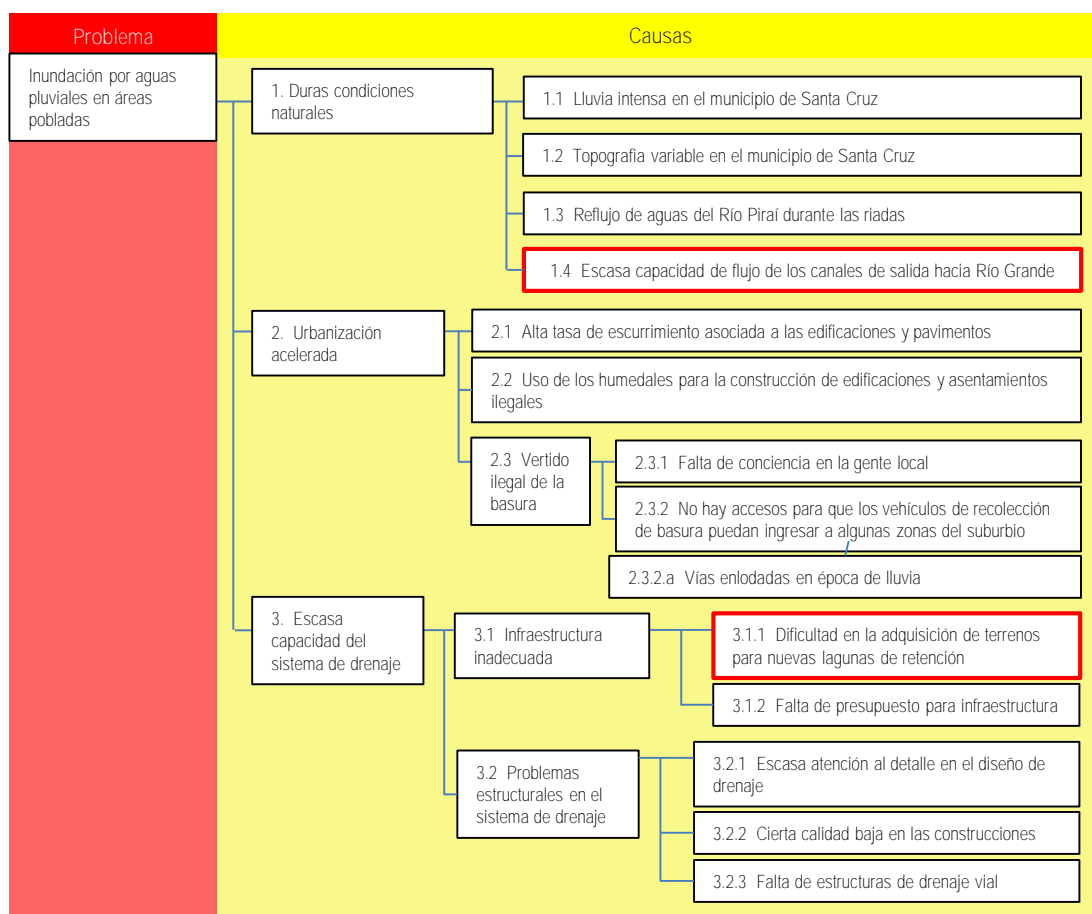 Problema
Causas
Inundación por aguas
pluviales en áreas
pobladas
1. Duras condiciones
naturales
1.1 Lluvia intensa en el municipio de Santa Cruz
1.2 Topografia variable en el municipio de Santa Cruz
1.3 Reflujo de aguas del Río Piraí durante las riadas
1.4 Escasa capacidad de flujo de los canales de salida hacia Río Grande
2. Urbanización
acelerada
2.1 Alta tasa de escurrimiento asociada a las edificaciones y pavimentos
2.2 Uso de los humedales para la construcción de edificaciones y asentamientos
ilegales
2.3 Vertido
ilegal de la
basura
2.3.1 Falta de conciencia en la gente local
2.3.2 No hay accesos para que los vehículos de recolección
de basura puedan ingresar a algunas zonas del suburbio
2.3.2.a Vías enlodadas en época de lluvia
3. Escasa
capacidad del
sistema de drenaje
3.1 Infraestructura
inadecuada
3.1.1 Dificultad en la adquisición de terrenos
para nuevas lagunas de retención
3.1.2 Falta de presupuesto para infraestructura
3.2 Problemas
estructurales en el
sistema de drenaje
3.2.1 Escasa atención al detalle en el diseño de
drenaje
3.2.2 Cierta calidad baja en las construcciones
3.2.3 Falta de estructuras de drenaje vial